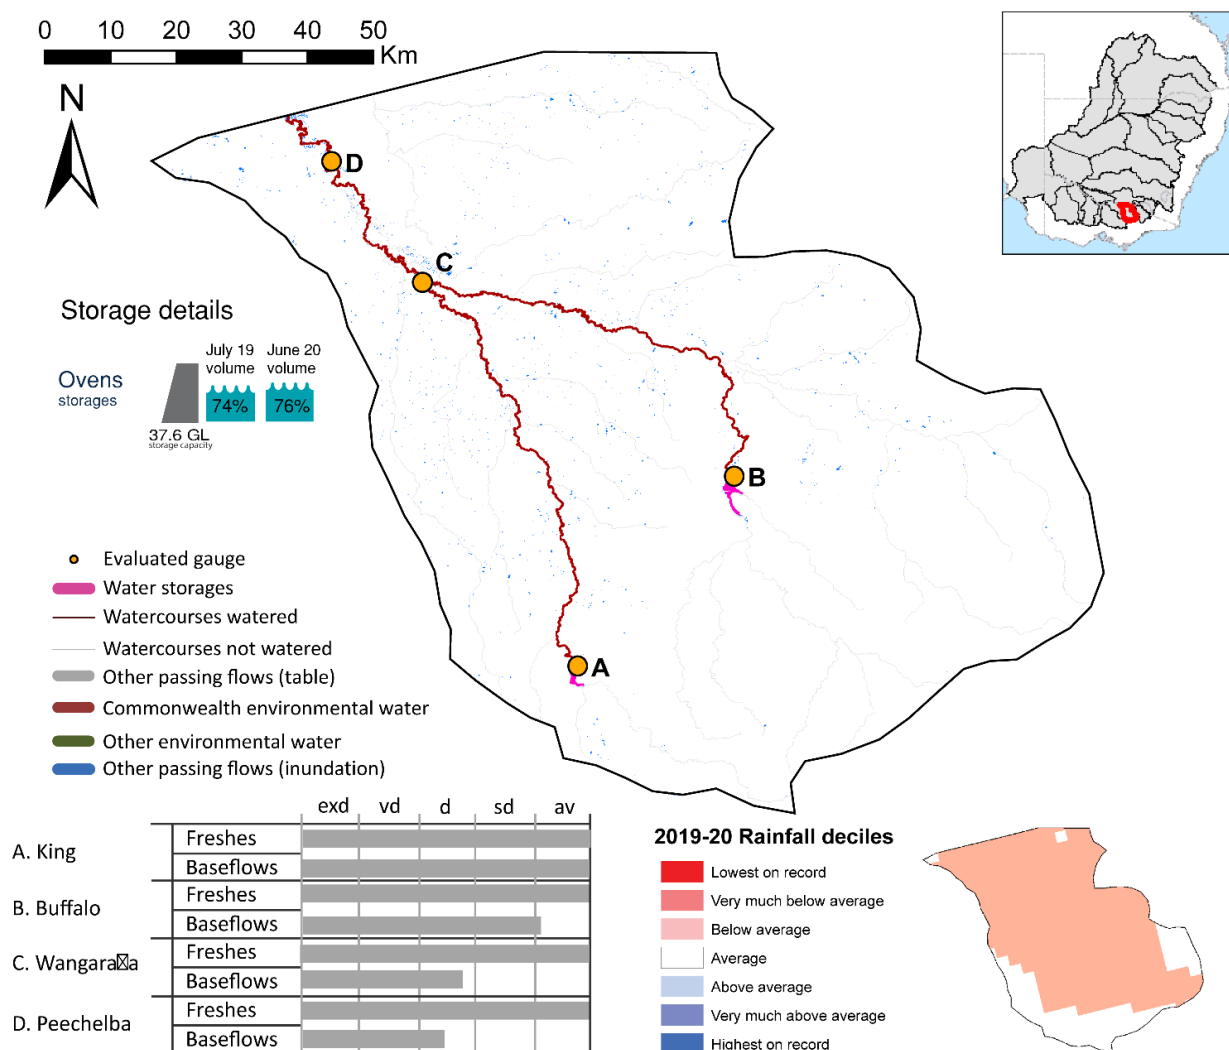 0 10 20 30 40 50
Km
N
D
C
B
A
Storage details
July 19 volume
June 20 volume
Ovens
storages
74%
76%
37.6 GL
storage capacity
Evaluated gauge
Water storages
Watercourses watered
Watercourses not watered
Other passing flows (table)
Commonwealth environmental water
Other environmental water
Other passing flows (inundation)
exd vd d sd av
A. King
Freshes
Baseflows
B. Buffalo
Freshes
Baseflows
C. Wangara☒a
Freshes
Baseflows
D. Peechelba
Freshes
Baseflows
2019-20 Rainfall deciles
Lowest on record
Very much below average
Below average
Average
Above average
Very much above average
Highest on record